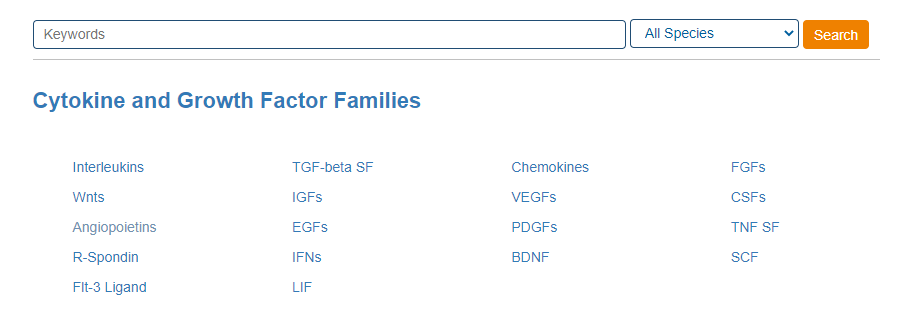 Keywords All Species Search
Cytokine and Growth Factor Families
Interleukins TGF-beta SF Chemokines FGFs
Wnts IGFs VEGFs CSFs
Angiopoietins EGFs PDGFs TNF SF
R-Spondin IFNs BDNF SCF
Flt-3 Ligand LIF